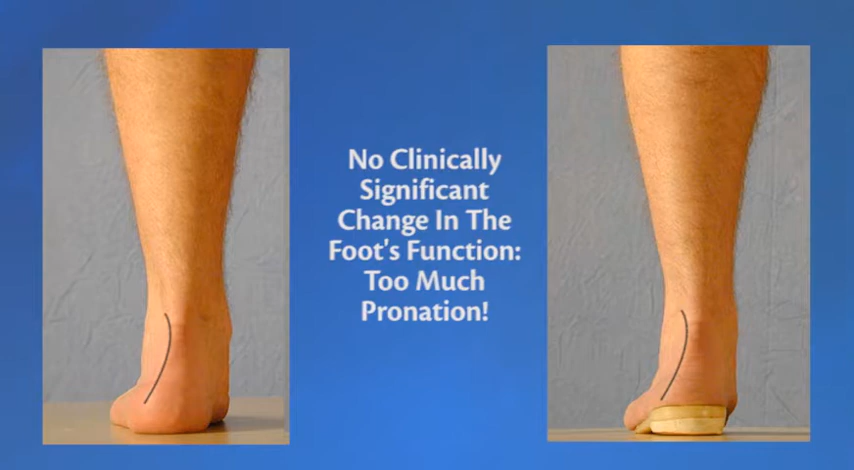 No Clinically
Significant
Change In The
Foot's Function:
Too Much
Pronation!